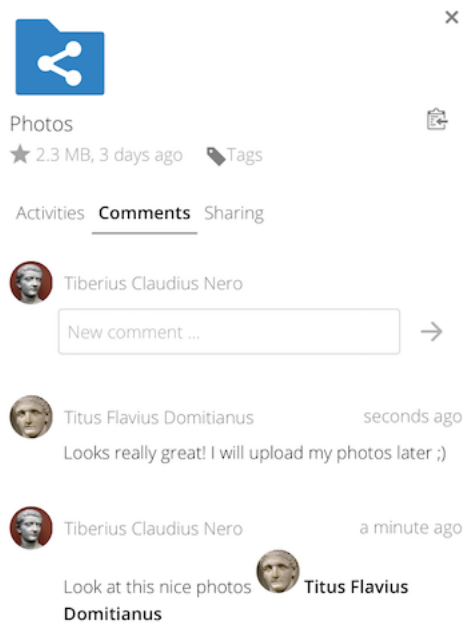 Photos
2.3 MB, 3 days ago Tags
Activities Comments Sharing
Tiberius Claudius Nero
New comment ...
Titus Flavius Domitianus seconds ago
Looks really great! I will upload my photos later ;)
Tiberius Claudius Nero a minute ago
Look at this nice photos Titus Flavius
Domitianus